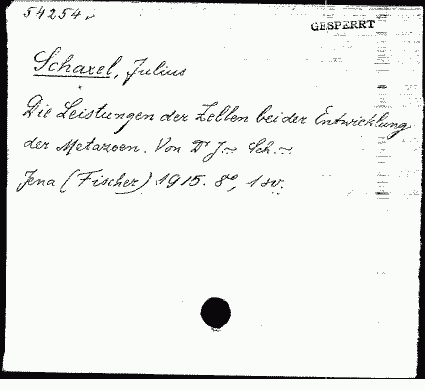 54254.
GESPERRT
Schaxel, Julius
Die Leistungen der Zellen bei der Entwicklung
der Metazoen. Von Dr J.~ Sch.~
Jena (Fischer) 1915. 8°, 1 sv.